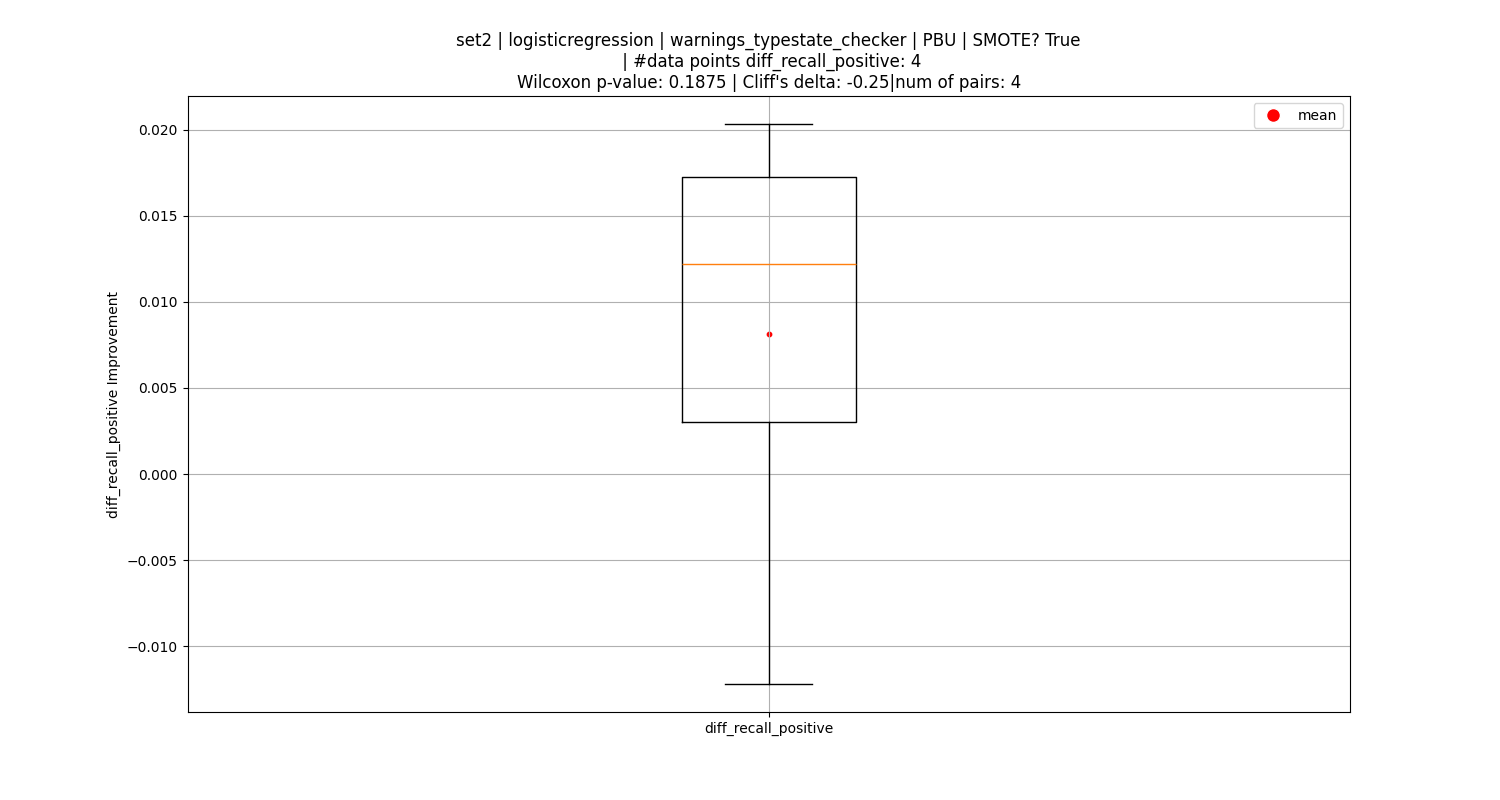 set2 | logisticregression | warnings_typestate_checker | PBU | SMOTE? True
| #data points diff_recall_positive: 4
Wilcoxon p-value: 0.1875 | Cliff's delta: -0.25|num of pairs: 4
mean
0.020
0.015
0.010
0.005
0.000
−0.005
−0.010
diff_recall_positive Improvement
diff_recall_positive